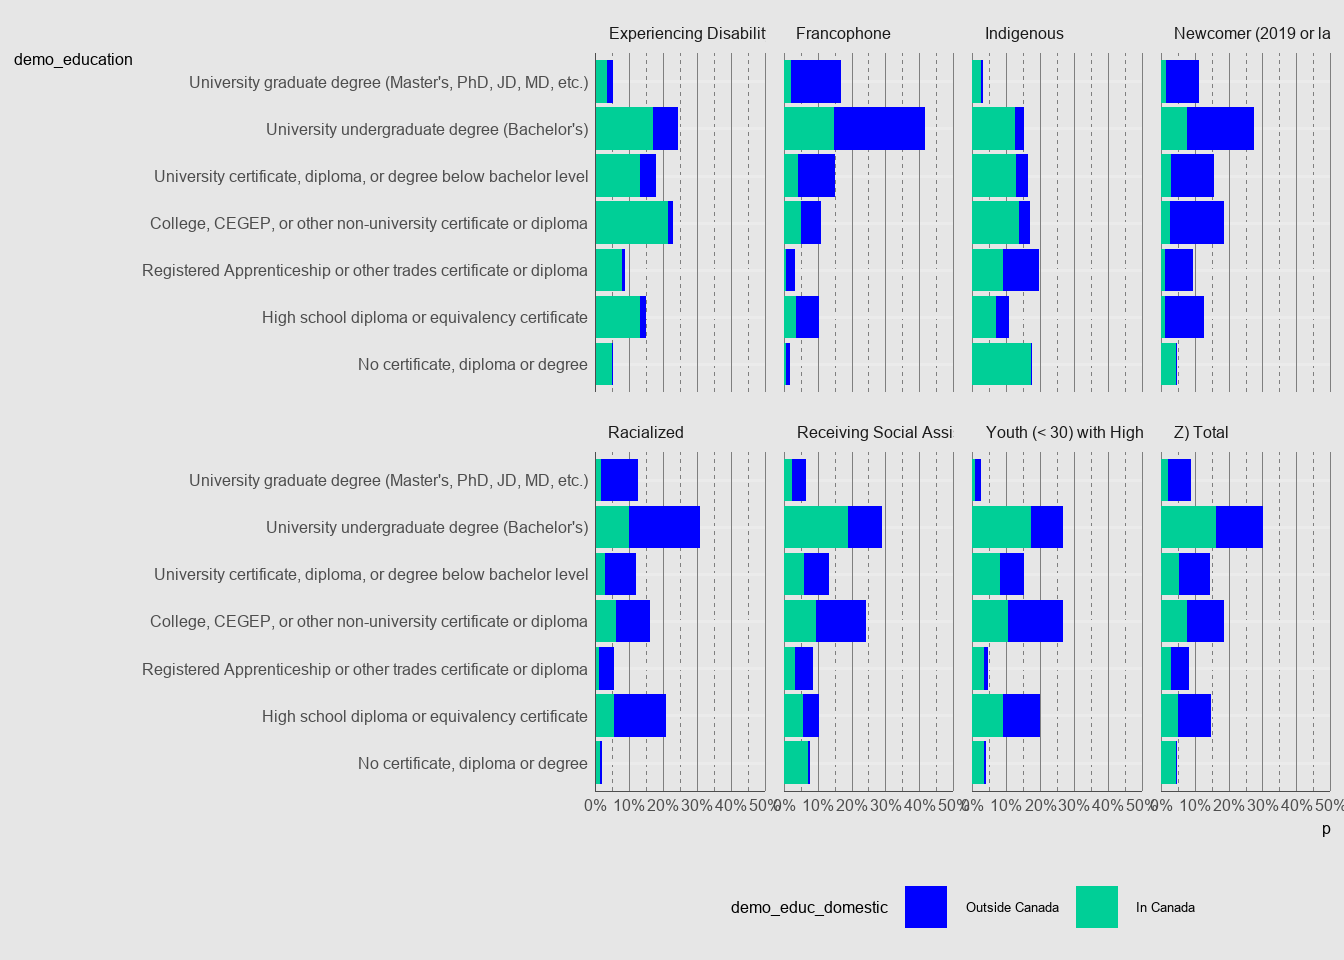 Experiencing Disabilit
Francophone
Indigenous
Newcomer (2019 or la
demo_education
University graduate degree (Master's, PhD, JD, MD, etc.)
University undergraduate degree (Bachelor's)
University certificate, diploma, or degree below bachelor level
College, CEGEP, or other non-university certificate or diploma
Registered Apprenticeship or other trades certificate or diploma
High school diploma or equivalency certificate
No certificate, diploma or degree
Racialized
Receiving Social Assis
Youth (< 30) with High
Z) Total
University graduate degree (Master's, PhD, JD, MD, etc.)
University undergraduate degree (Bachelor's)
University certificate, diploma, or degree below bachelor level
College, CEGEP, or other non-university certificate or diploma
Registered Apprenticeship or other trades certificate or diploma
High school diploma or equivalency certificate
No certificate, diploma or degree
0% 10% 20% 30% 40% 50%
0% 10% 20% 30% 40% 50%
0% 10% 20% 30% 40% 50%
0% 10% 20% 30% 40% 50%
p
demo_educ_domestic
Outside Canada
In Canada